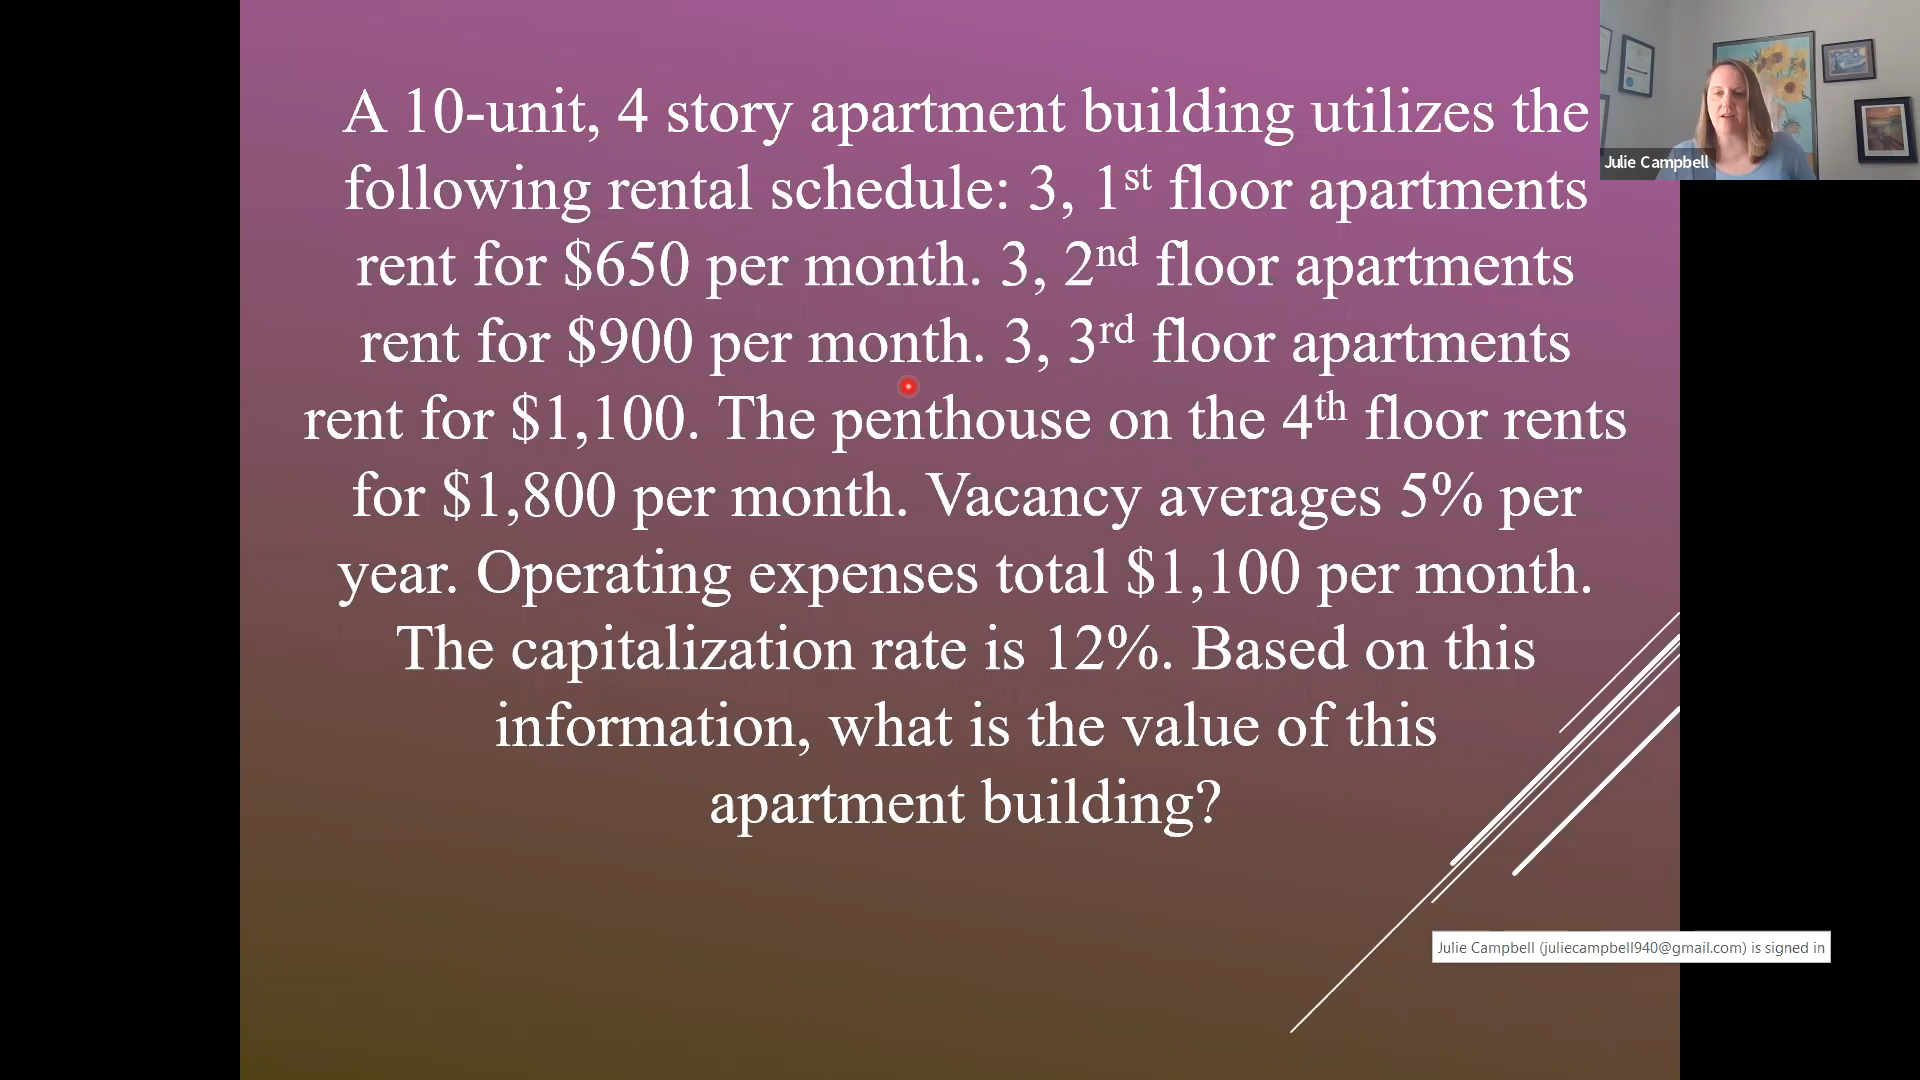 A 10-unit, 4 story apartment building utilizes the
following rental schedule: 3, 1st floor apartments
rent for $650 per month. 3, 2nd floor apartments
rent for $900 per month. 3, 3rd floor apartments
rent for $1,100. The penthouse on the 4th floor rents
for $1,800 per month. Vacancy averages 5% per
year. Operating expenses total $1,100 per month.
The capitalization rate is 12%. Based on this
information, what is the value of this
apartment building?
Julie Campbell
Julie Campbell (juliecampbell940@gmail.com) is signed in